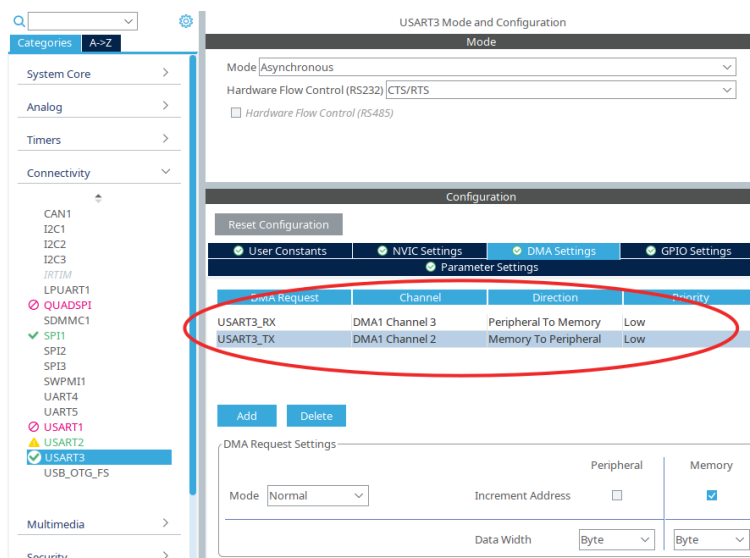 USART3 Mode and Configuration
Categories A->Z
Mode
System Core
Mode Asynchronous
Hardware Flow Control (RS232) CTS/RTS
Analog
Hardware Flow Control (RS485)
Timers
Connectivity
Configuration
CAN1
Reset Configuration
I2C1
I2C2
User Constants NVIC Settings DMA Settings GPIO Settings
I2C3
Parameter Settings
IRTIM
LPUART1
DMA Request Channel Direction Priority
QUADSPI
SDMMC1
USART3_RX DMA1 Channel 3 Peripheral To Memory Low
SPI1
USART3_TX DMA1 Channel 2 Memory To Peripheral Low
SPI2
SPI3
SWPMI1
UART4
UART5
Add Delete
USART1
USART2
DMA Request Settings
USART3
Peripheral Memory
USB_OTG_FS
Mode Normal Increment Address
Multimedia
Data Width Byte Byte
Security